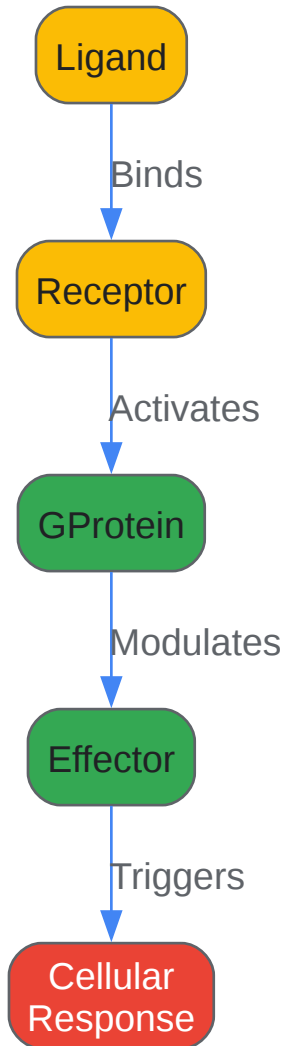 Ligand
Binds
Receptor
Activates
GProtein
Modulates
Effector
Triggers
Cellular
Response